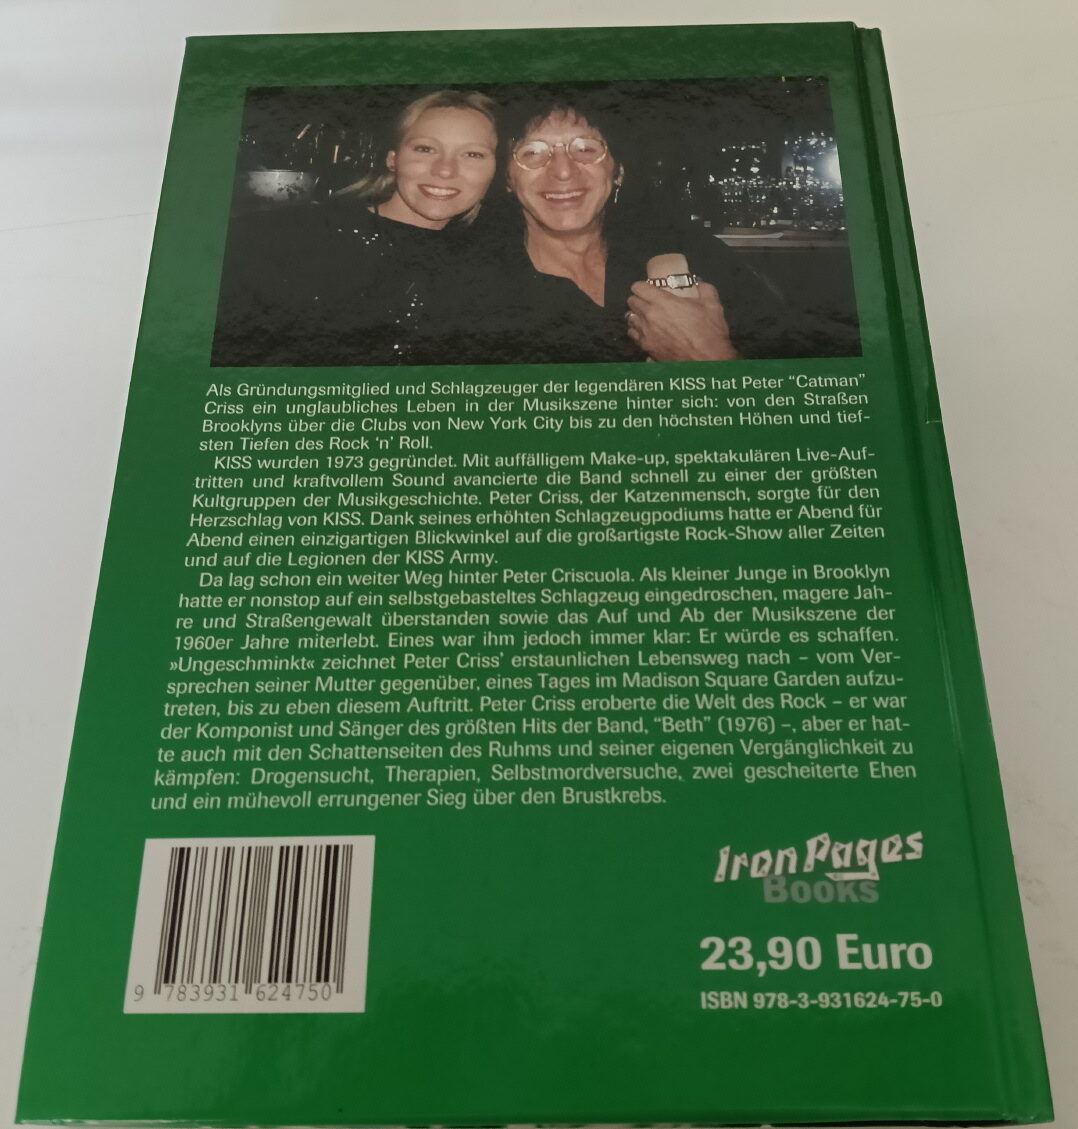 Als Gründungsmitglied und Schlagzeuger der legendären KISS hat Peter “Catman”
Criss ein unglaubliches Leben in der Musikszene hinter sich: von den Straßen
Brooklyns über die Clubs von New York City bis zu den höchsten Höhen und tief-
sten Tiefen des Rock ’n’ Roll.
KISS wurden 1973 gegründet. Mit auffälligem Make-up, spektakulären Live-Auf-
tritten und kraftvollem Sound avancierte die Band schnell zu einer der größten
Kultgruppen der Musikgeschichte. Peter Criss, der Katzenmensch, sorgte für den
Herzschlag von KISS. Dank seines erhöhten Schlagzeugpodiums hatte er Abend für
Abend einen einzigartigen Blickwinkel auf die großartigste Rock-Show aller Zeiten
und auf die Legionen der KISS Army.
Da lag schon ein weiter Weg hinter Peter Criscuola. Als kleiner Junge in Brooklyn
hatte er nonstop auf ein selbstgebasteltes Schlagzeug eingedroschen, magere Jah-
re und Straßengewalt überstanden sowie das Auf und Ab der Musikszene der
1960er Jahre miterlebt. Eines war ihm jedoch immer klar: Er würde es schaffen.
»Ungeschminkt« zeichnet Peter Criss’ erstaunlichen Lebensweg nach – vom Ver-
sprechen seiner Mutter gegenüber, eines Tages im Madison Square Garden aufzu-
treten, bis zu eben diesem Auftritt. Peter Criss eroberte die Welt des Rock – er war
der Komponist und Sänger des größten Hits der Band, “Beth” (1976) –, aber er hat-
te auch mit den Schattenseiten des Ruhms und seiner eigenen Vergänglichkeit zu
kämpfen: Drogensucht, Therapien, Selbstmordversuche, zwei gescheiterte Ehen
und ein mühevoll errungener Sieg über den Brustkrebs.
Iron Pages
Books
23,90 Euro
ISBN 978-3-931624-75-0
9 783931 624750